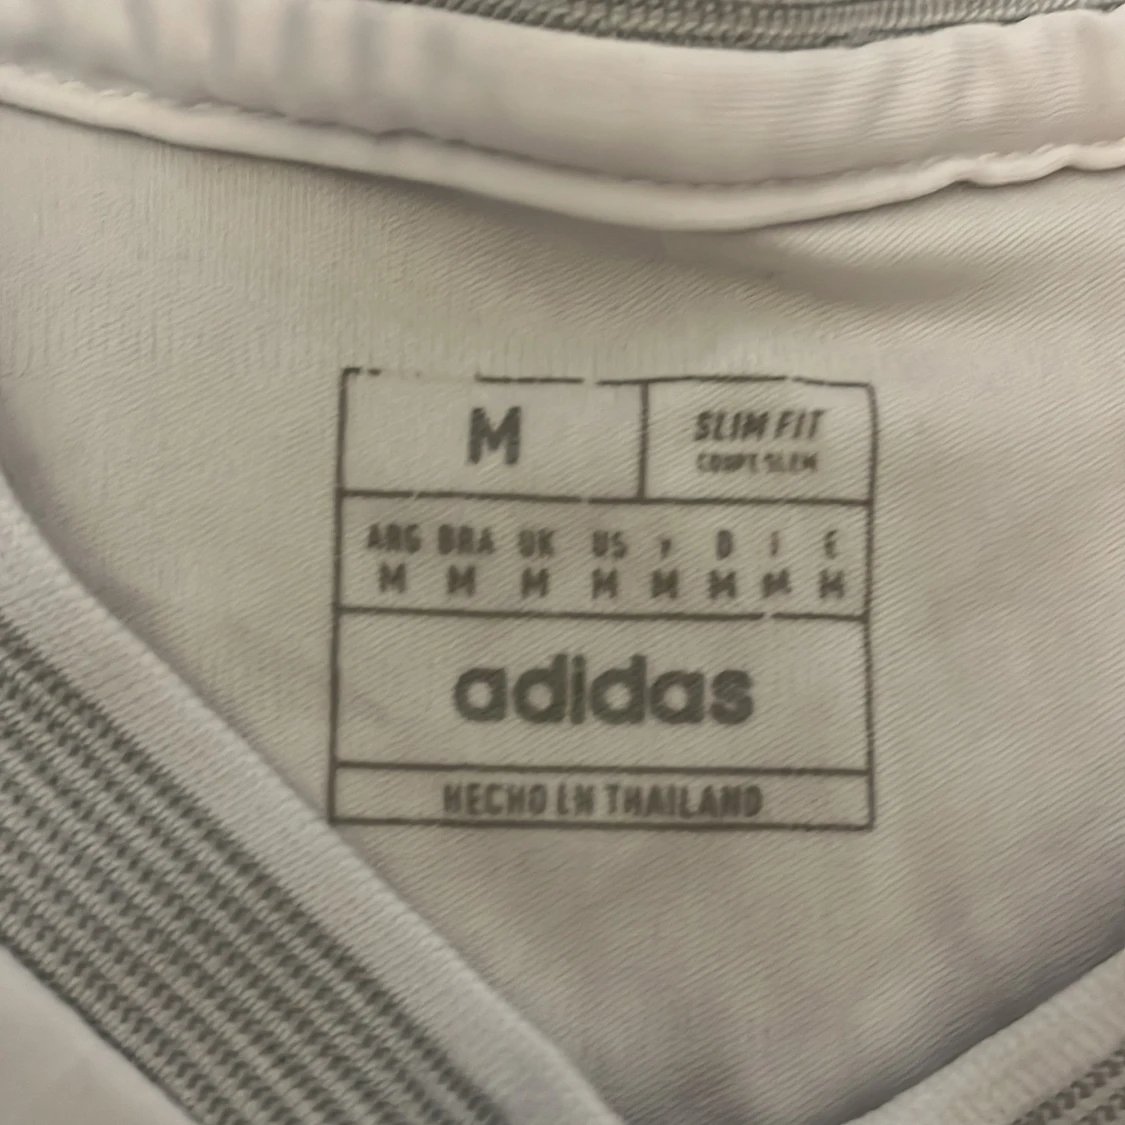 M
SLIM FIT
COUPE SLIM
ARG BRA UK US D E
M M M M M M M M
adidas
HECHO EN THAILAND